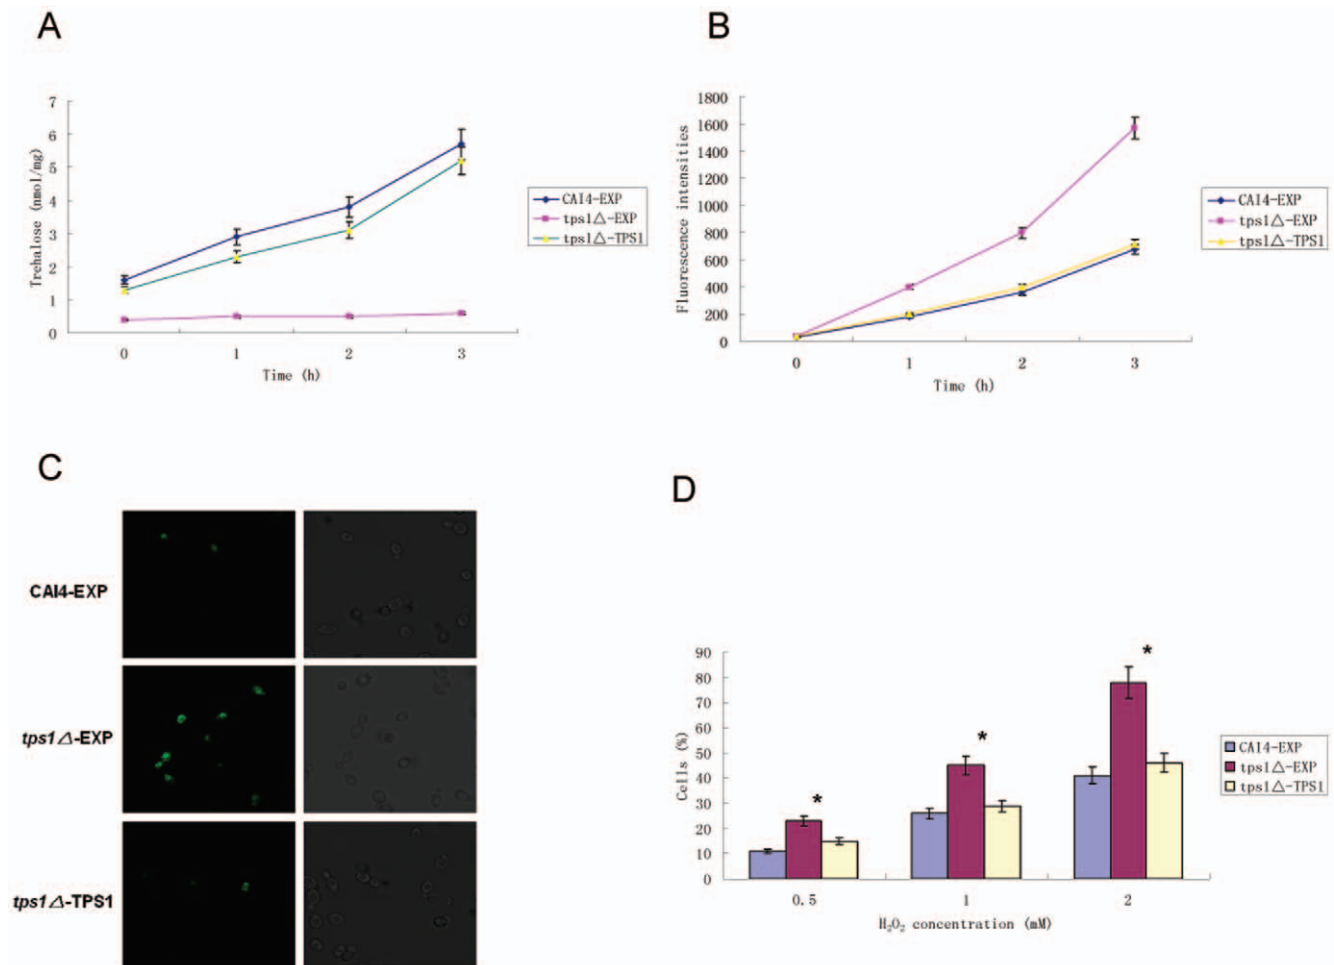 A
7
6
5
4
3
2
1
0
Trehalose (nmol/mg)
0 1 2 3
Time (h)
CAI4-EXP
tps1△-EXP
tps1△-TPS1
B
1800
1600
1400
1200
1000
800
600
400
200
0
Fluorescence intensities
0 1 2 3
Time (h)
CAI4-EXP
tps1△-EXP
tps1△-TPS1
C
CAI4-EXP
tps1△-EXP
tps1△-TPS1
D
90
80
70
60
50
40
30
20
10
0
Cells (%)
* * *
0.5 1 2
H₂O₂ concentration (mM)
CAI4-EXP
tps1△-EXP
tps1△-TPS1